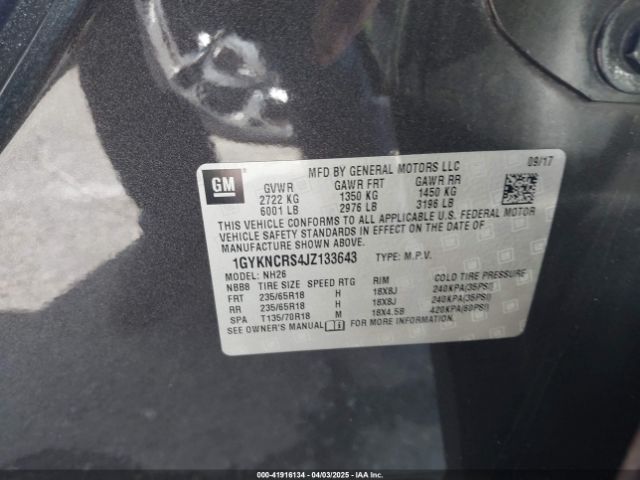 GM
MFD BY GENERAL MOTORS LLC 09/17
GVWR GAWR FRT GAWR RR
2722 KG 1350 KG 1450 KG
6001 LB 2976 LB 3196 LB
THIS VEHICLE CONFORMS TO ALL APPLICABLE U.S. FEDERAL MOTOR
VEHICLE SAFETY STANDARDS IN EFFECT ON THE DATE OF
MANUFACTURE SHOWN ABOVE.
1GYKNCRS4JZ133643 TYPE: M.P.V.
MODEL: NH26
NBB8 TIRE SIZE SPEED RTG RIM COLD TIRE PRESSURE
FRT 235/65R18 H 18X8J 240KPA(35PSI)
RR 235/65R18 H 18X8J 240KPA(35PSI)
SPA T135/70R18 M 18X4.5B 420KPA(60PSI)
SEE OWNER'S MANUAL FOR MORE INFORMATION.
000-41916134 - 04/03/2025 - ©IAAI.COM